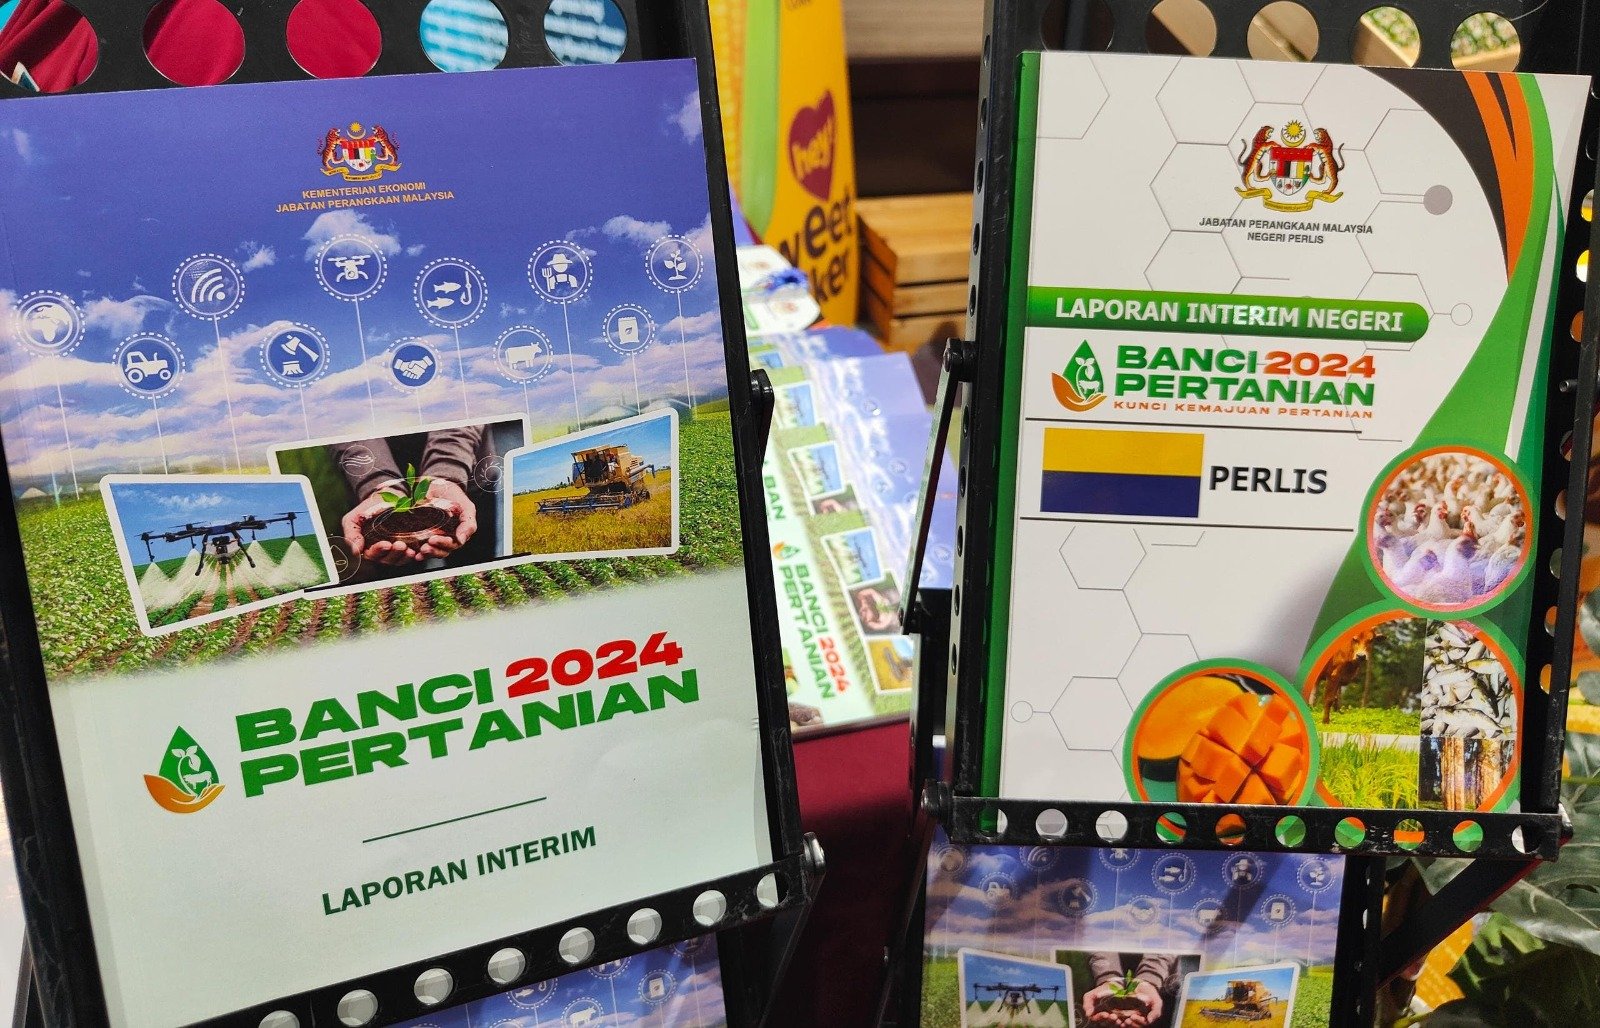 KEMENTERIAN EKONOMI
JABATAN PERANGKAAN MALAYSIA
BANCI 2024
PERTANIAN
LAPORAN INTERIM
hey!
JABATAN PERANGKAAN MALAYSIA
NEGERI PERLIS
LAPORAN INTERIM NEGERI
BANCI 2024
PERTANIAN
KUNCI KEMAJUAN PERTANIAN
PERLIS
BANCI 2024
PERTANIAN